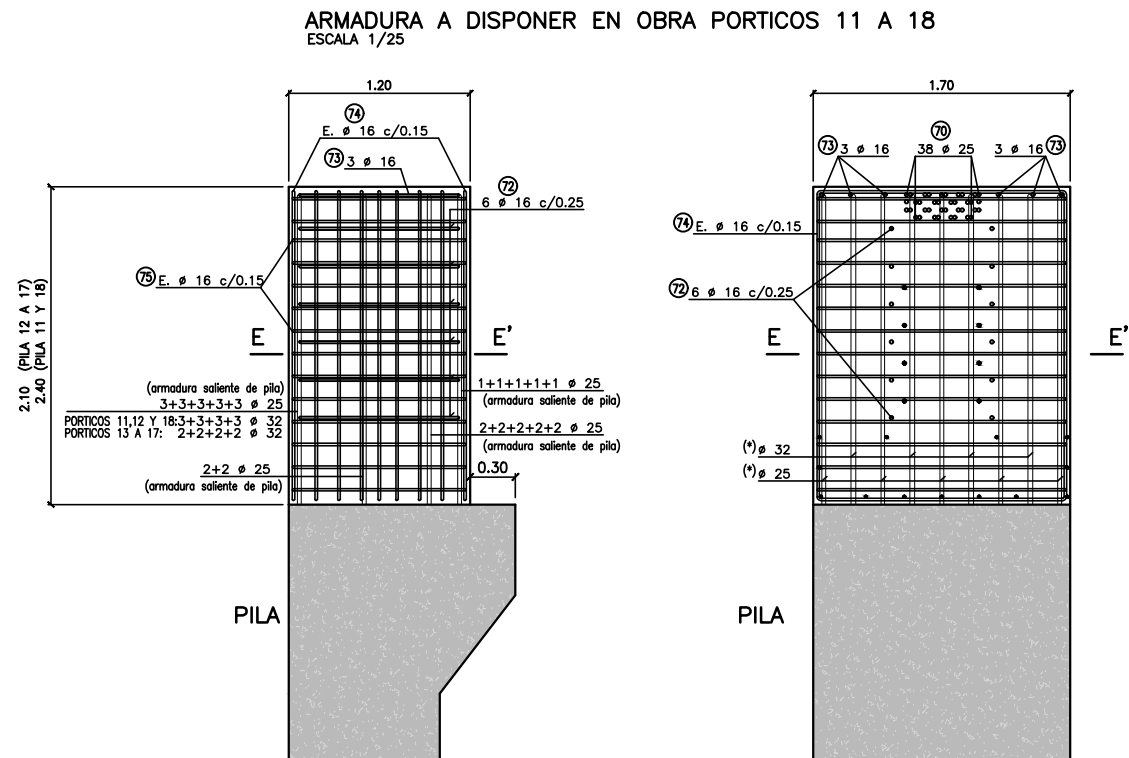 ARMADURA A DISPONER EN OBRA PORTICOS 11 A 18
ESCALA 1/25
1.20
74
E. ø 16 c/0.15
73 3 ø 16
72
6 ø 16 c/0.25
75 E. ø 16 c/0.15
2.10 (PILA 12 A 17)
2.40 (PILA 11 Y 18)
E
E'
(armadura saliente de pila)
3+3+3+3+3 ø 25
PORTICOS 11,12 Y 18:3+3+3+3 ø 32
PORTICOS 13 A 17: 2+2+2+2 ø 32
2+2 ø 25
(armadura saliente de pila)
1+1+1+1+1 ø 25
(armadura saliente de pila)
2+2+2+2+2 ø 25
(armadura saliente de pila)
0.30
PILA
1.70
73 3 ø 16
70
38 ø 25
3 ø 16 73
74 E. ø 16 c/0.15
72 6 ø 16 c/0.25
E
E'
(*) ø 32
(*) ø 25
PILA